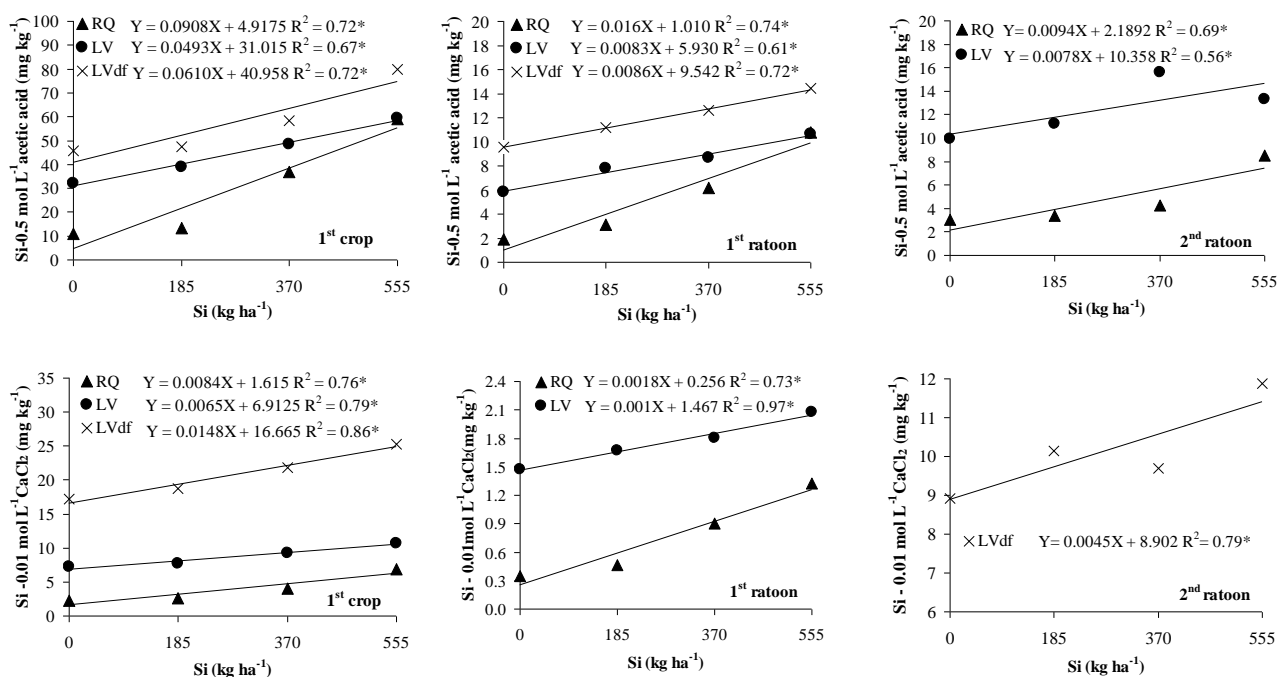 RQ Y = 0.0908X + 4.9175 R² = 0.72*
LV Y = 0.0493X + 31.015 R² = 0.67*
LVdf Y = 0.0610X + 40.958 R² = 0.72*
Si-0.5 mol L⁻¹ acetic acid (mg kg⁻¹)
100
90
80
70
60
50
40
30
20
10
0
1st crop
0 185 370 555
Si (kg ha⁻¹)
RQ Y = 0.016X + 1.010 R² = 0.74*
LV Y = 0.0083X + 5.930 R² = 0.61*
LVdf Y = 0.0086X + 9.542 R² = 0.72*
Si-0.5 mol L⁻¹ acetic acid (mg kg⁻¹)
20
18
16
14
12
10
8
6
4
2
0
1st ratoon
0 185 370 555
Si (kg ha⁻¹)
RQ Y= 0.0094X + 2.1892 R² = 0.69*
LV Y = 0.0078X + 10.358 R² = 0.56*
Si-0.5 mol L⁻¹ acetic acid (mg kg⁻¹)
20
18
16
14
12
10
8
6
4
2
0
2nd ratoon
0 185 370 555
Si (kg ha⁻¹)
RQ Y = 0.0084X + 1.615 R² = 0.76*
LV Y = 0.0065X + 6.9125 R² = 0.79*
LVdf Y = 0.0148X + 16.665 R² = 0.86*
Si -0.01 mol L⁻¹CaCl₂ (mg kg⁻¹)
35
30
25
20
15
10
5
0
1st crop
0 185 370 555
Si (kg ha⁻¹)
RQ Y = 0.0018X + 0.256 R² = 0.73*
LV Y = 0.001X + 1.467 R² = 0.97*
Si - 0.01mol L⁻¹CaCl₂(mg kg⁻¹)
2.4
2.1
1.8
1.5
1.2
0.9
0.6
0.3
0.0
1st ratoon
0 185 370 555
Si (kg ha⁻¹)
Si - 0.01 mol L⁻¹CaCl₂ (mg kg⁻¹)
12
11
10
9
8
7
6
LVdf Y= 0.0045X + 8.902 R²= 0.79*
2nd ratoon
0 185 370 555
Si (kg ha⁻¹)